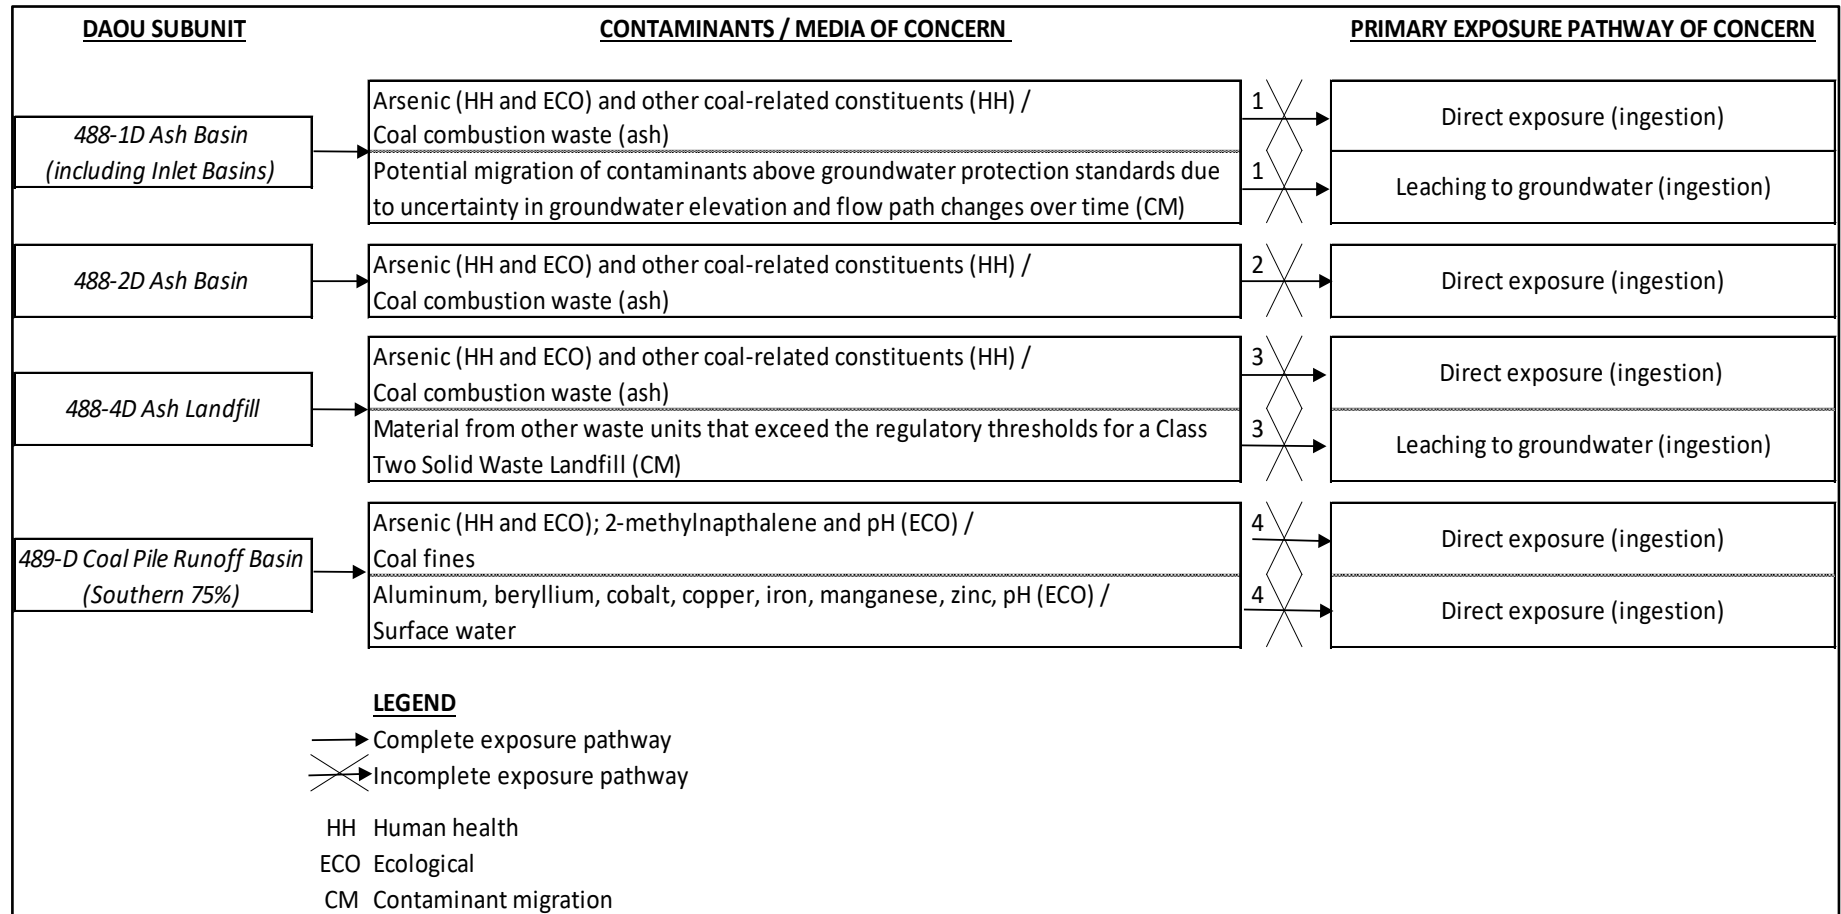 DAOU SUBUNIT
CONTAMINANTS / MEDIA OF CONCERN
PRIMARY EXPOSURE PATHWAY OF CONCERN
488-1D Ash Basin
(including Inlet Basins)
Arsenic (HH and ECO) and other coal-related constituents (HH) /
Coal combustion waste (ash)
1
Direct exposure (ingestion)
Potential migration of contaminants above groundwater protection standards due
to uncertainty in groundwater elevation and flow path changes over time (CM)
1
Leaching to groundwater (ingestion)
488-2D Ash Basin
Arsenic (HH and ECO) and other coal-related constituents (HH) /
Coal combustion waste (ash)
2
Direct exposure (ingestion)
488-4D Ash Landfill
Arsenic (HH and ECO) and other coal-related constituents (HH) /
Coal combustion waste (ash)
3
Direct exposure (ingestion)
Material from other waste units that exceed the regulatory thresholds for a Class
Two Solid Waste Landfill (CM)
3
Leaching to groundwater (ingestion)
489-D Coal Pile Runoff Basin
(Southern 75%)
Arsenic (HH and ECO); 2-methylnapthalene and pH (ECO) /
Coal fines
4
Direct exposure (ingestion)
Aluminum, beryllium, cobalt, copper, iron, manganese, zinc, pH (ECO) /
Surface water
4
Direct exposure (ingestion)
LEGEND
Complete exposure pathway
Incomplete exposure pathway
HH Human health
ECO Ecological
CM Contaminant migration